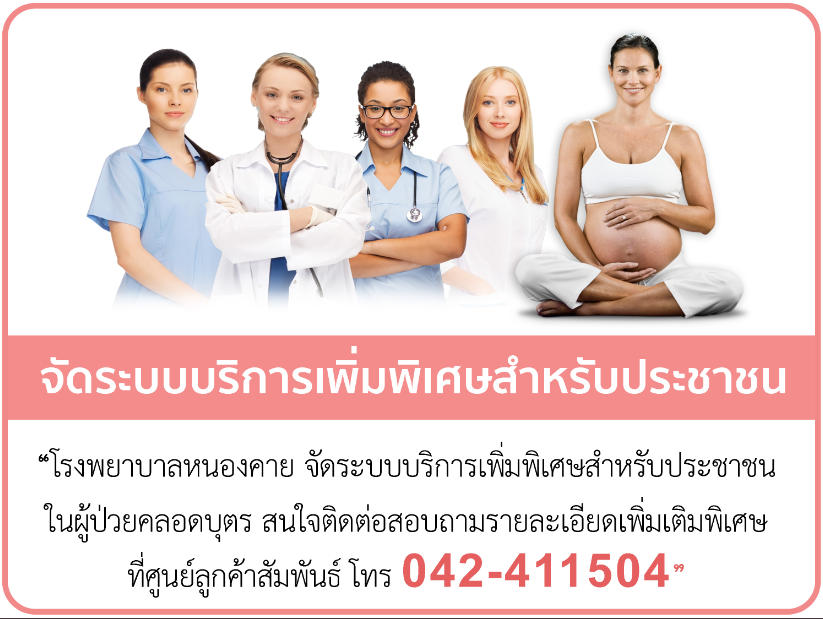 จัดระบบบริการเพิ่มพิเศษสำหรับประชาชน
“โรงพยาบาลหนองคาย จัดระบบบริการเพิ่มพิเศษสำหรับประชาชน
ในผู้ป่วยคลอดบุตร สนใจติดต่อสอบถามรายละเอียดเพิ่มเติมพิเศษ
ที่ศูนย์ลูกค้าสัมพันธ์ โทร 042-411504”